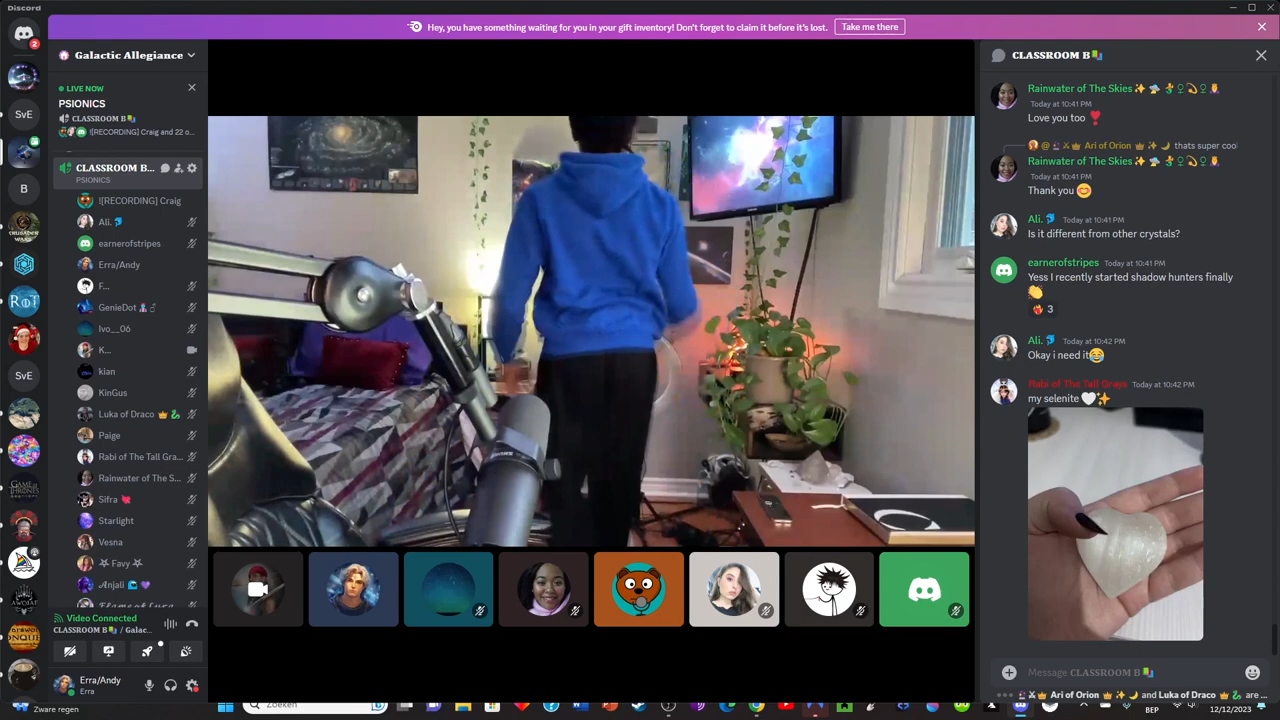 Discord
Hey, you have something waiting for you in your gift inventory! Don't forget to claim it before it's lost.
Take me there
2
Galactic Allegiance
LIVE NOW
PSIONICS
CLASSROOM B
![RECORDING] Craig and 22 o...
CLASSROOM B...
PSIONICS
![RECORDING] Craig
Ali.
earnerofstripes
Erra/Andy
F...
GenieDot
Ivo__06
K...
kian
KinGus
Luka of Draco
Paige
Rabi of The Tall Gra...
Rainwater of The S...
Sifra
Starlight
Vesna
Favy
Anjali
Video Connected
CLASSROOM B / Galac...
Erra/Andy
Erra
SvE
B
SvE
CLASSROOM B
Rainwater of The Skies
Today at 10:41 PM
Love you too
@ Ari of Orion thats super cool
Rainwater of The Skies
Today at 10:41 PM
Thank you
Ali. Today at 10:41 PM
Is it different from other crystals?
earnerofstripes Today at 10:41 PM
Yess I recently started shadow hunters finally
3
Ali. Today at 10:42 PM
Okay i need it
Rabi of The Tall Grays Today at 10:42 PM
my selenite
Message CLASSROOM B
Ari of Orion and Luka of Draco are ...
Zware regen
Zoeken
BEP
12/12/2023